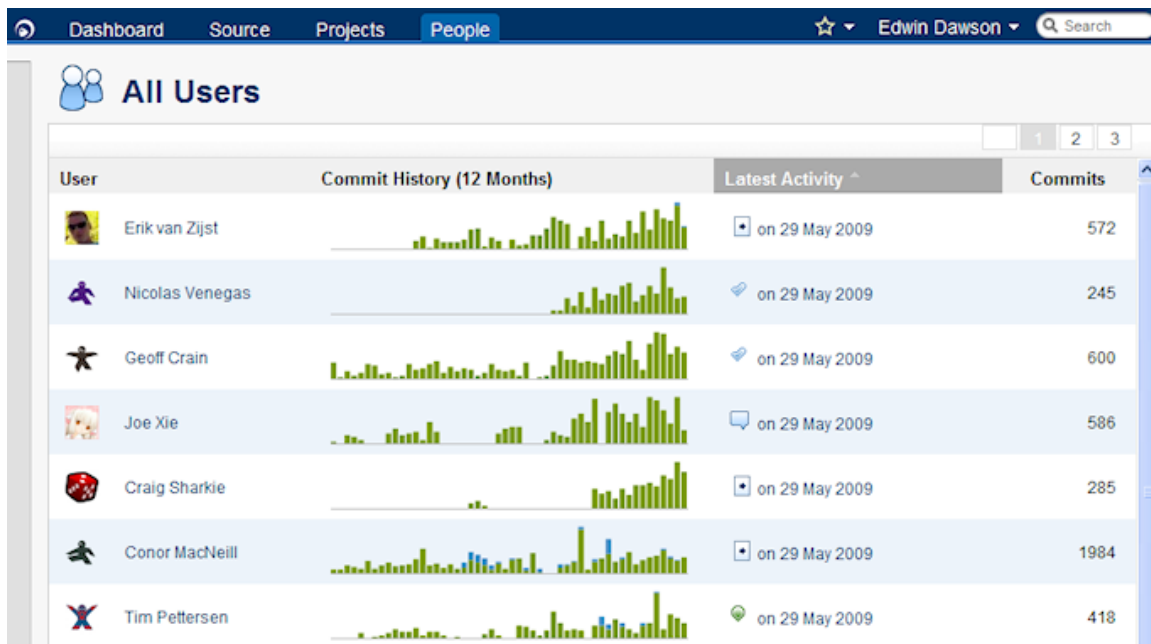 Dashboard Source Projects People Edwin Dawson Search
All Users
1 2 3
User Commit History (12 Months) Latest Activity Commits
Erik van Zijst on 29 May 2009 572
Nicolas Venegas on 29 May 2009 245
Geoff Crain on 29 May 2009 600
Joe Xie on 29 May 2009 586
Craig Sharkie on 29 May 2009 285
Conor MacNeill on 29 May 2009 1984
Tim Pettersen on 29 May 2009 418